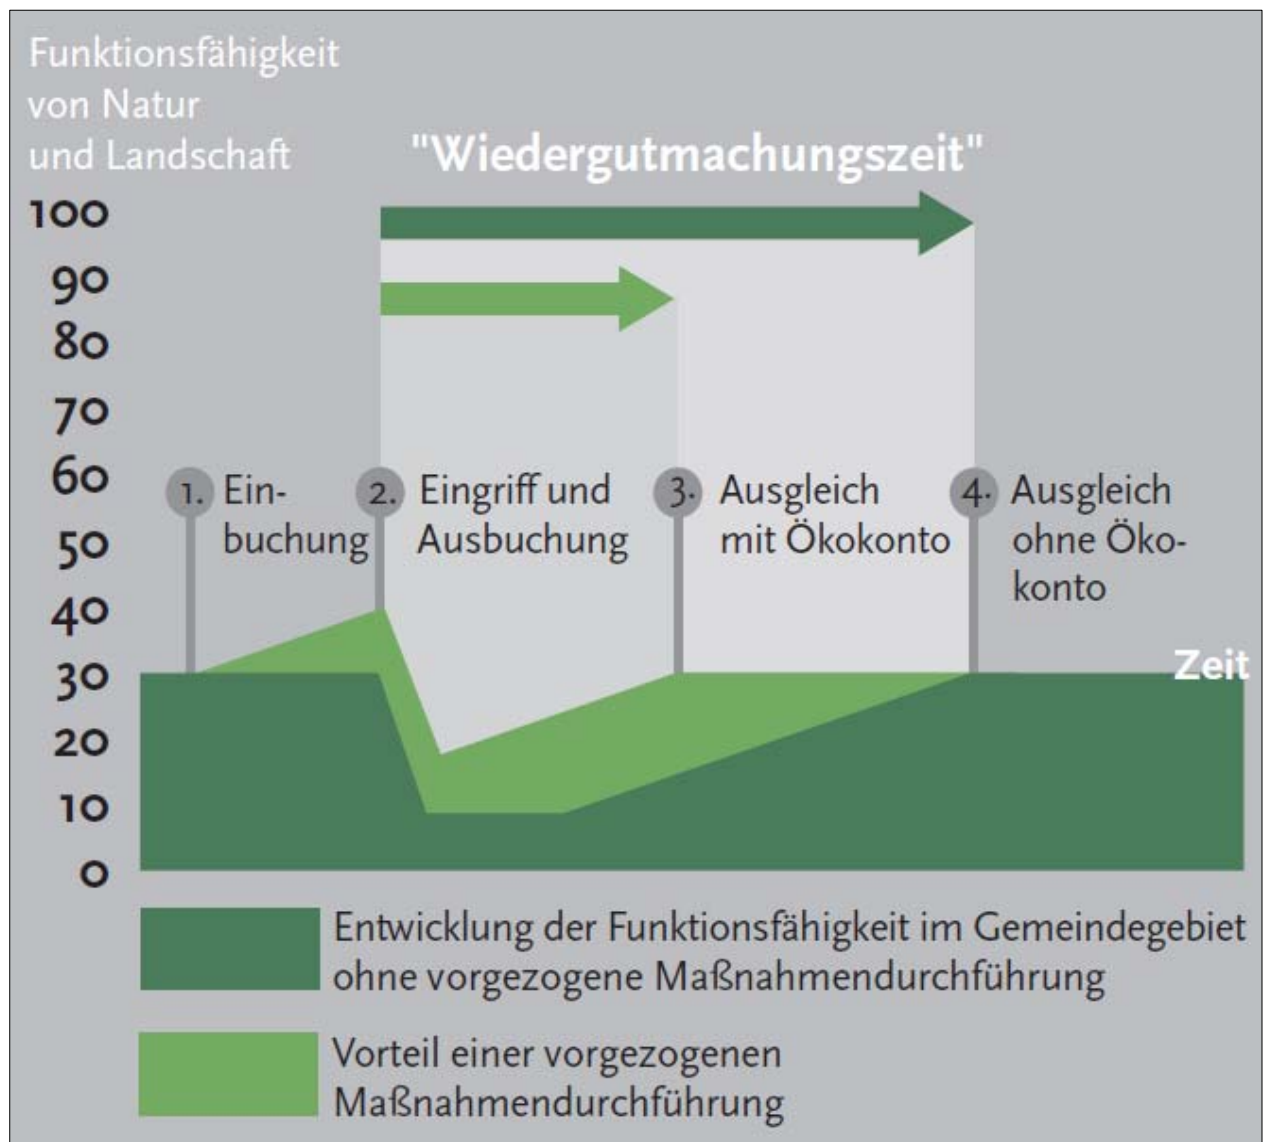 Funktionsfähigkeit
von Natur
und Landschaft
"Wiedergutmachungszeit"
100
90
80
70
60
50
40
30
20
10
0
1. Ein-
buchung
2. Eingriff und
Ausbuchung
3. Ausgleich
mit Ökokonto
4. Ausgleich
ohne Öko-
konto
Zeit
Entwicklung der Funktionsfähigkeit im Gemeindegebiet
ohne vorgezogene Maßnahmendurchführung
Vorteil einer vorgezogenen
Maßnahmendurchführung